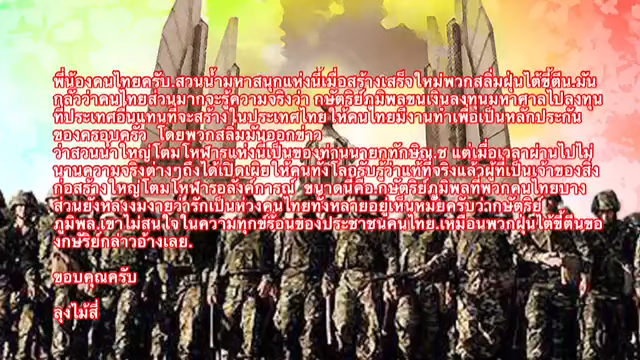 พี่น้องคนไทยครับ.สวนน้ำมหาสนุกแห่งนี้เมื่อสร้างเสร็จใหม่พวกสลิ่มฝุ่นใต้ขี้ตีน.มัน
กลัวว่าคนไทยส่วนมากจะรู้ความจริงว่า กษัตริย์ภูมิพลขนเงินลงทุนมหาศาลไปลงทุน
ที่ประเทศอื่นแทนที่จะสร้างในประเทศไทย ให้คนไทยมีงานทำเพื่อเป็นหลักประกัน
ของครอบครัว โดยพวกสลิ่มมันออกข่าว
ว่าสวนน้ำใหญ่โตมโหฬารแห่งนี้เป็นของท่านนายกทักษิณ.ช แต่เมื่อเวลาผ่านไปไม่
นานความจริงต่างๆถึงได้เปิดเผย ให้คนทั้งโลกรับรู้ว่าแท้ที่จริงแล้วผู้ที่เป็นเจ้าของสิ่ง
ก่อสร้างใหญ่โตมโหฬารอลังค์การณ์ ขนาดนี้คือ.กษัตริย์ภูมิพลที่พวกคนไทยบาง
ส่วนยังหลงงมงายว่ารักเป็นห่วงคนไทยทั้งหลายอยู่เห็นหมัยครับว่ากษัตริย์
ภูมิพล.เขาไม่สนใจในความทุกข์ร้อนของประชาชนคนไทย.เหมือนพวกฝุ่นใต้ขี้ตีนขอ
งกษัริย์กล่าวอ้างเลย.
ขอบคุณครับ
ลุงไม้สี่